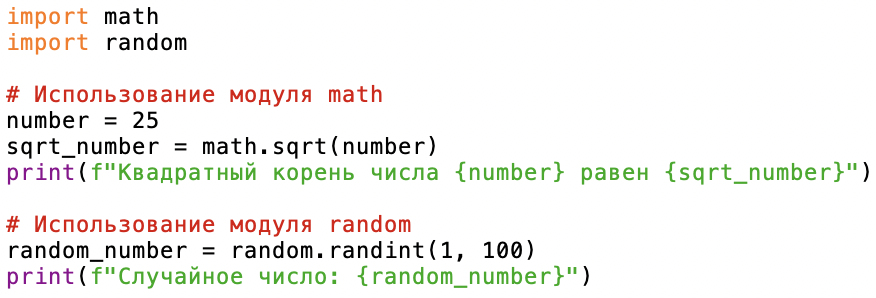 import math
import random
# Использование модуля math
number = 25
sqrt_number = math.sqrt(number)
print(f"Квадратный корень числа {number} равен {sqrt_number}")
# Использование модуля random
random_number = random.randint(1, 100)
print(f"Случайное число: {random_number}")